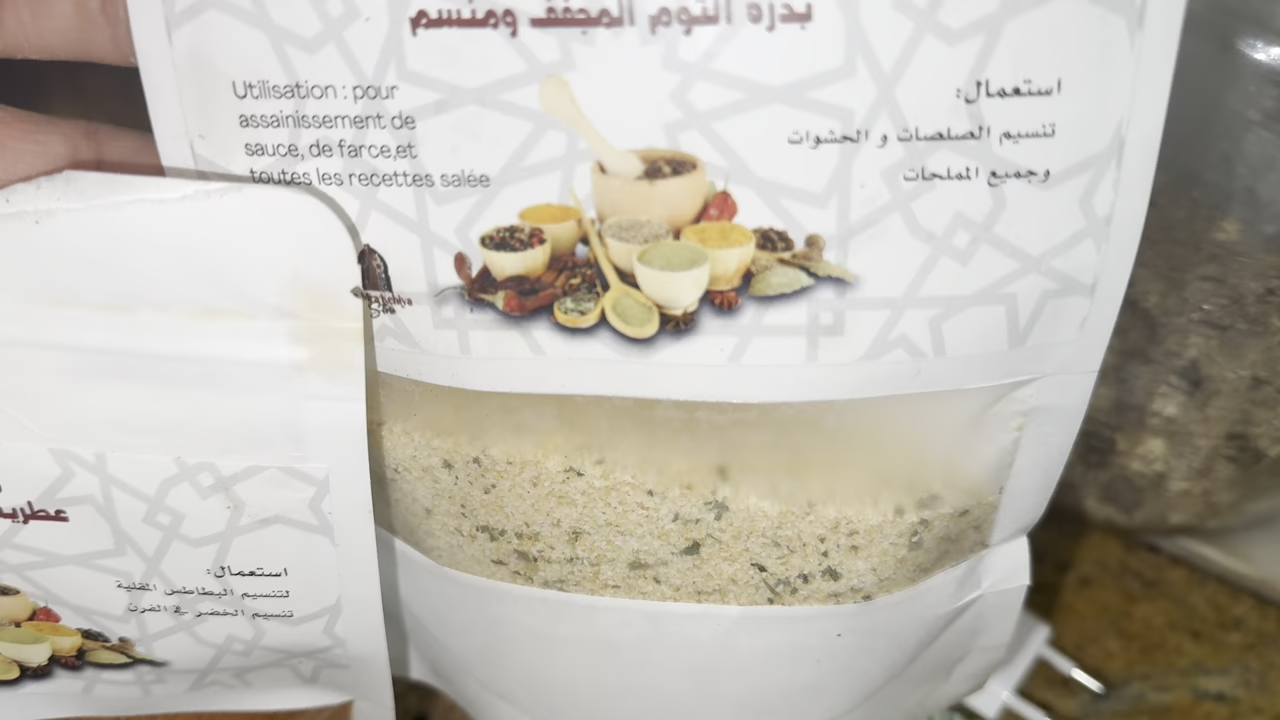 بدرة الثوم المجفف ومنسم
Utilisation : pour
assainissement de
sauce, de farce,et
toutes les recettes salée
استعمال:
تنسيم الصلصات و الحشوات
وجميع المملحات
عطرية
استعمال:
لتنسيم البطاطس المقلية
تنسيم الخضر في الفرن